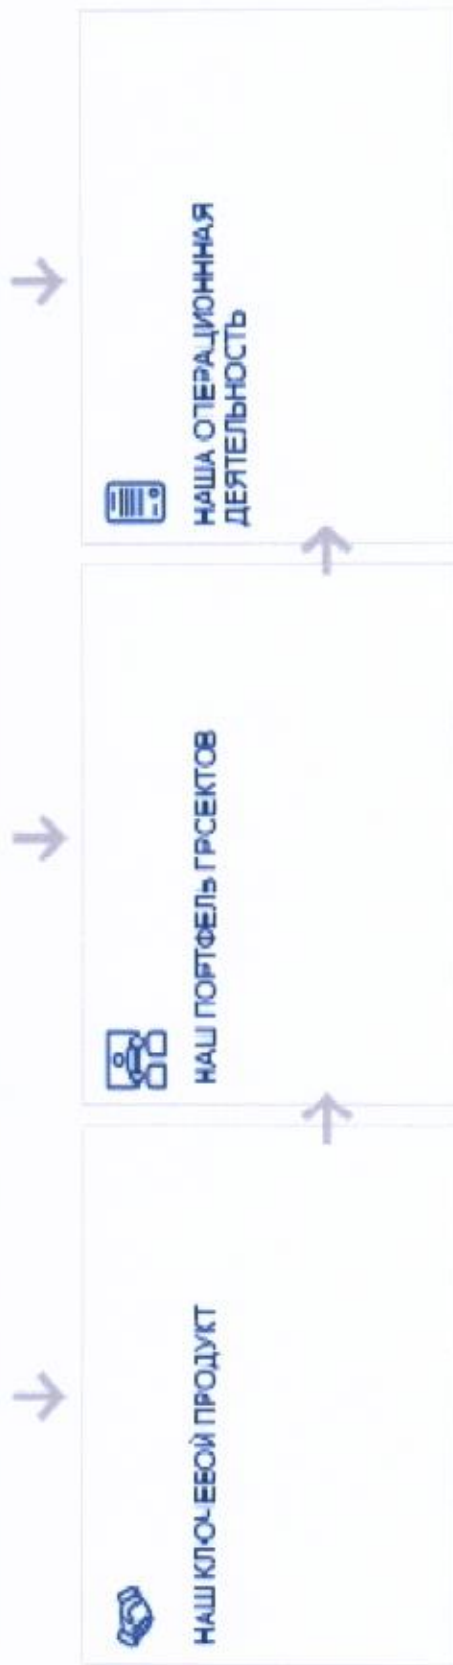 НАШ КЛЮЧЕВОЙ ПРОДУКТ
НАШ ПОРТФЕЛЬ ПРОЕКТОВ
НАША ОПЕРАЦИОННАЯ
ДЕЯТЕЛЬНОСТЬ